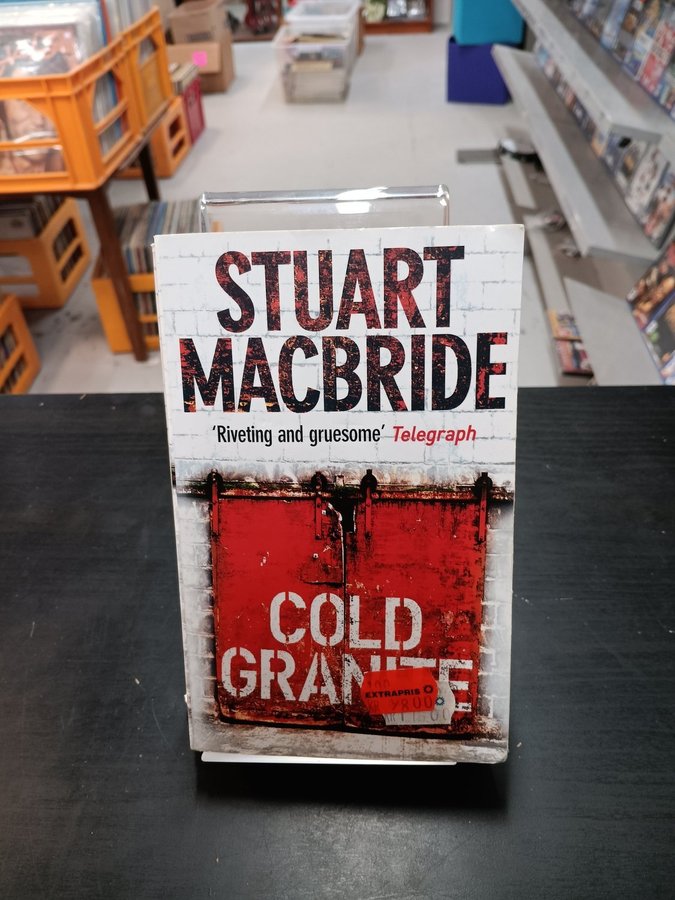 STUART
MACBRIDE
'Riveting and gruesome' Telegraph
COLD
GRANITE
EXTRAPRIS